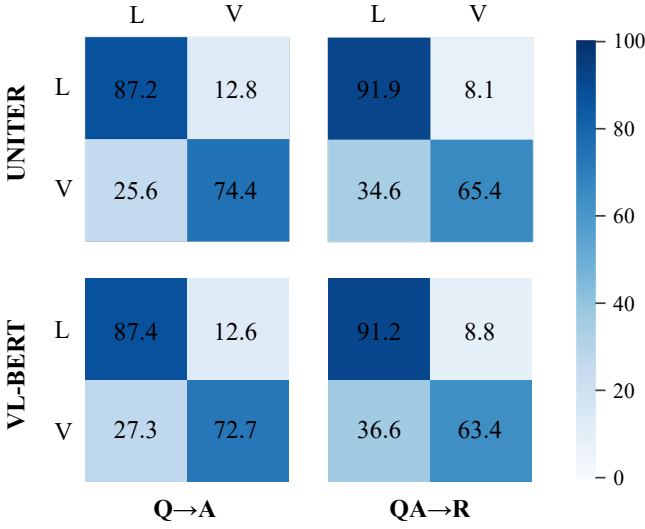 L V L V
100
UNITER
L 87.2 12.8 91.9 8.1
80
V 25.6 74.4 34.6 65.4
60
VL-BERT
40
L 87.4 12.6 91.2 8.8
20
V 27.3 72.7 36.6 63.4
0
Q→A QA→R